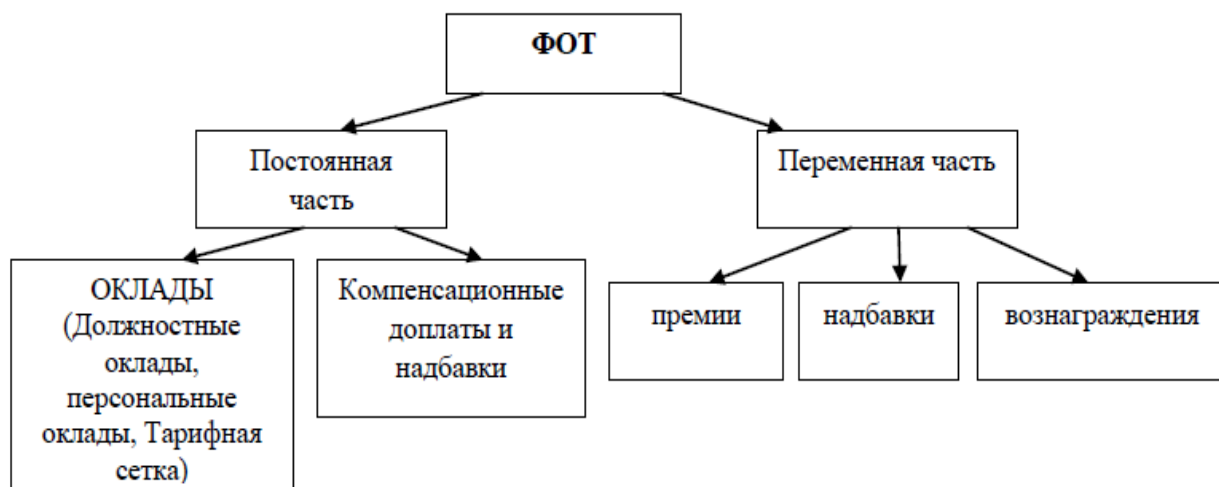 ФОТ
Постоянная
часть
Переменная часть
ОКЛАДЫ
(Должностные
оклады,
персональные
оклады, Тарифная
сетка)
Компенсационные
доплаты и
надбавки
премии
надбавки
вознаграждения